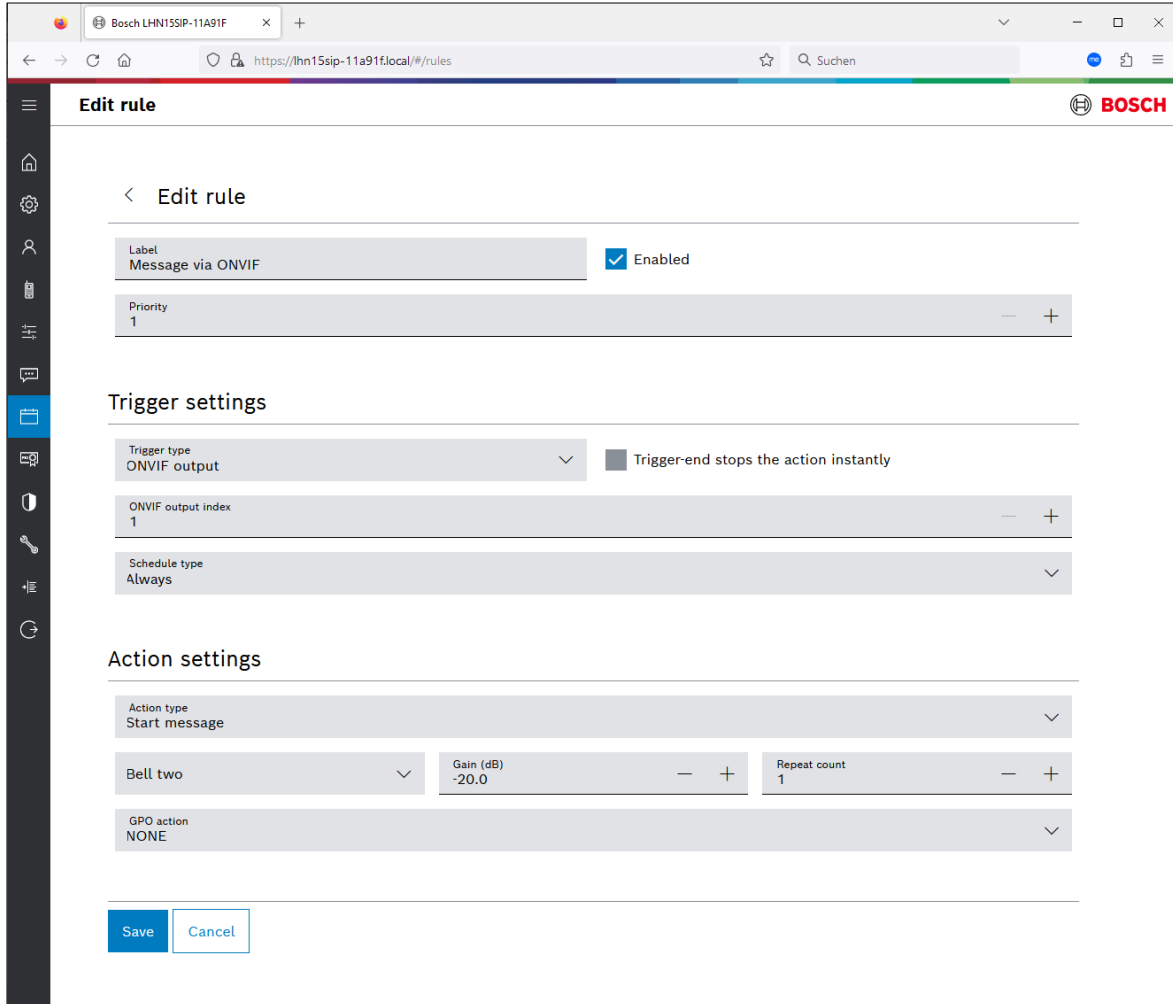 Bosch LHN15SIP-11A91F
https://lhn15sip-11a91f.local/#/rules
Suchen
me
Edit rule
BOSCH
Edit rule
Label
Message via ONVIF
Enabled
Priority
1
Trigger settings
Trigger type
ONVIF output
Trigger-end stops the action instantly
ONVIF output index
1
Schedule type
Always
Action settings
Action type
Start message
Bell two
Gain (dB)
-20.0
Repeat count
1
GPO action
NONE
Save
Cancel